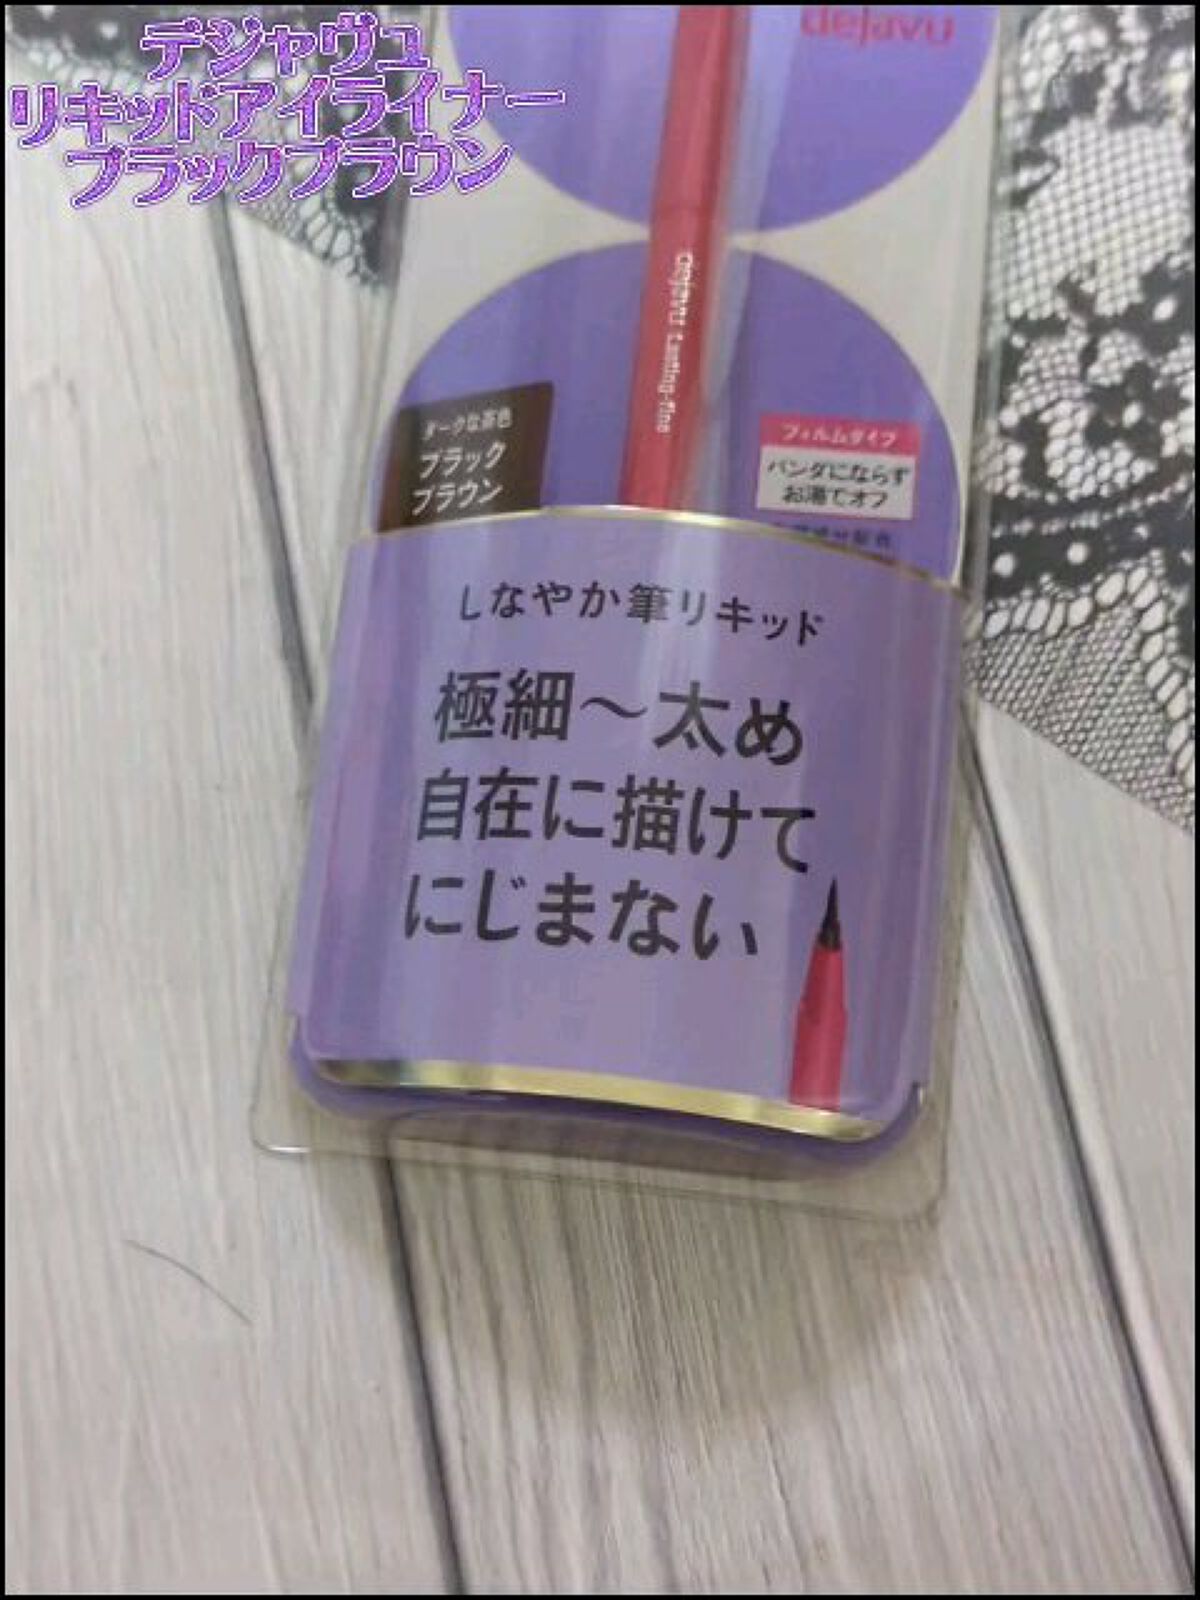 デジャヴュ
リキッドアイライナー
ブラックブラウン
dejavu
dejavu Lasting-fine
ダークな茶色
ブラック
ブラウン
フィルムタイプ
パンダにならず
お湯でオフ
しなやか筆リキッド
極細～太め
自在に描けて
にじまない